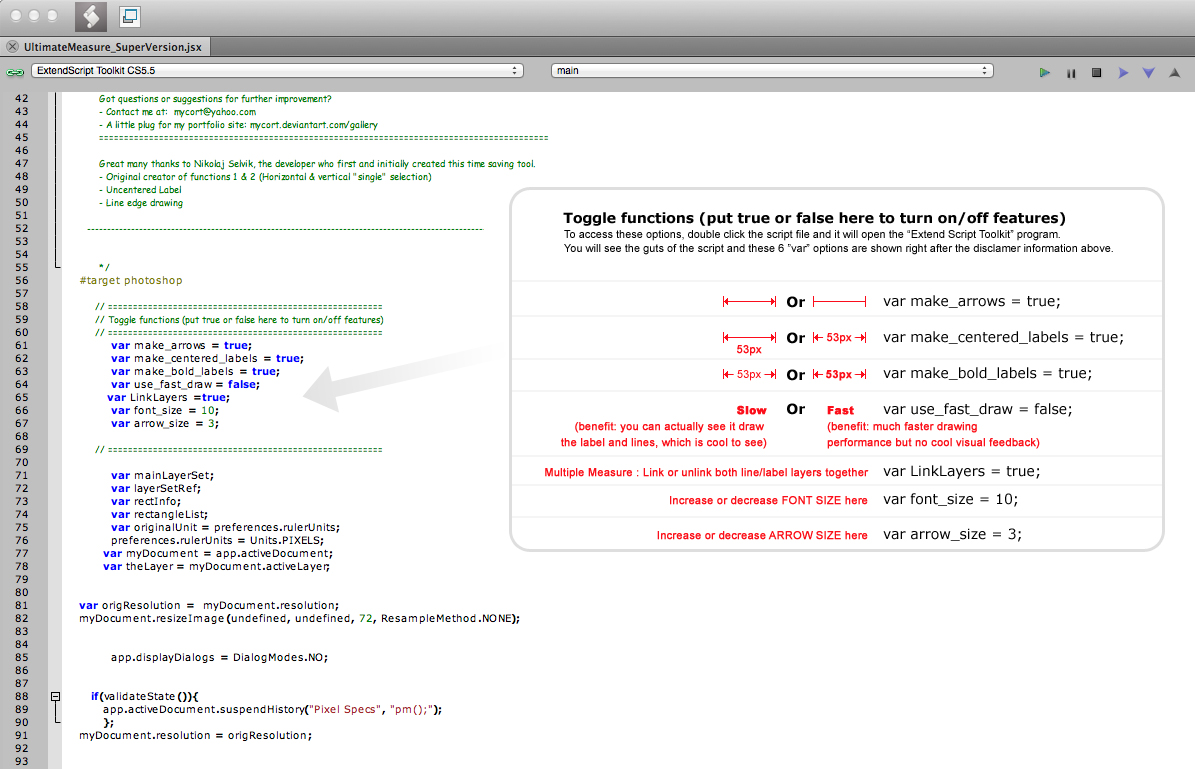 UltimateMeasure_SuperVersion.jsx
ExtendScript Toolkit CS5.5
main
42 Got questions or suggestions for further improvement?
43 - Contact me at: mycort@yahoo.com
44 - A little plug for my portfolio site: mycort.deviantart.com/gallery
45 ==========================================================================================
46
47 Great many thanks to Nikolaj Selvik, the developer who first and initially created this time saving tool.
48 - Original creator of functions 1 & 2 (Horizontal & vertical "single" selection)
49 - Uncentered Label
50 - Line edge drawing
51
52 ----------------------------------------------------------------------------------------------------
53
54
55 */
56 #target photoshop
57
58 // =======================================================
59 // Toggle functions (put true or false here to turn on/off features)
60 // =======================================================
61 var make_arrows = true;
62 var make_centered_labels = true;
63 var make_bold_labels = true;
64 var use_fast_draw = false;
65 var LinkLayers =true;
66 var font_size = 10;
67 var arrow_size = 3;
68
69 // =======================================================
70
71 var mainLayerSet;
72 var layerSetRef;
73 var rectInfo;
74 var rectangleList;
75 var originalUnit = preferences.rulerUnits;
76 preferences.rulerUnits = Units.PIXELS;
77 var myDocument = app.activeDocument;
78 var theLayer = myDocument.activeLayer;
79
80
81 var origResolution = myDocument.resolution;
82 myDocument.resizeImage(undefined, undefined, 72, ResampleMethod.NONE);
83
84
85 app.displayDialogs = DialogModes.NO;
86
87
88 if(validateState()){
89 app.activeDocument.suspendHistory("Pixel Specs", "pm();");
90 };
91 myDocument.resolution = origResolution;
92
93
Toggle functions (put true or false here to turn on/off features)
To access these options, double click the script file and it will open the “Extend Script Toolkit” program.
You will see the guts of the script and these 6 ”var” options are shown right after the disclamer information above.
Or var make_arrows = true;
Or 53px var make_centered_labels = true;
53px
53px Or 53px var make_bold_labels = true;
Slow Or Fast var use_fast_draw = false;
(benefit: you can actually see it draw (benefit: much faster drawing
the label and lines, which is cool to see) performance but no cool visual feedback)
Multiple Measure : Link or unlink both line/label layers together var LinkLayers = true;
Increase or decrease FONT SIZE here var font_size = 10;
Increase or decrease ARROW SIZE here var arrow_size = 3;